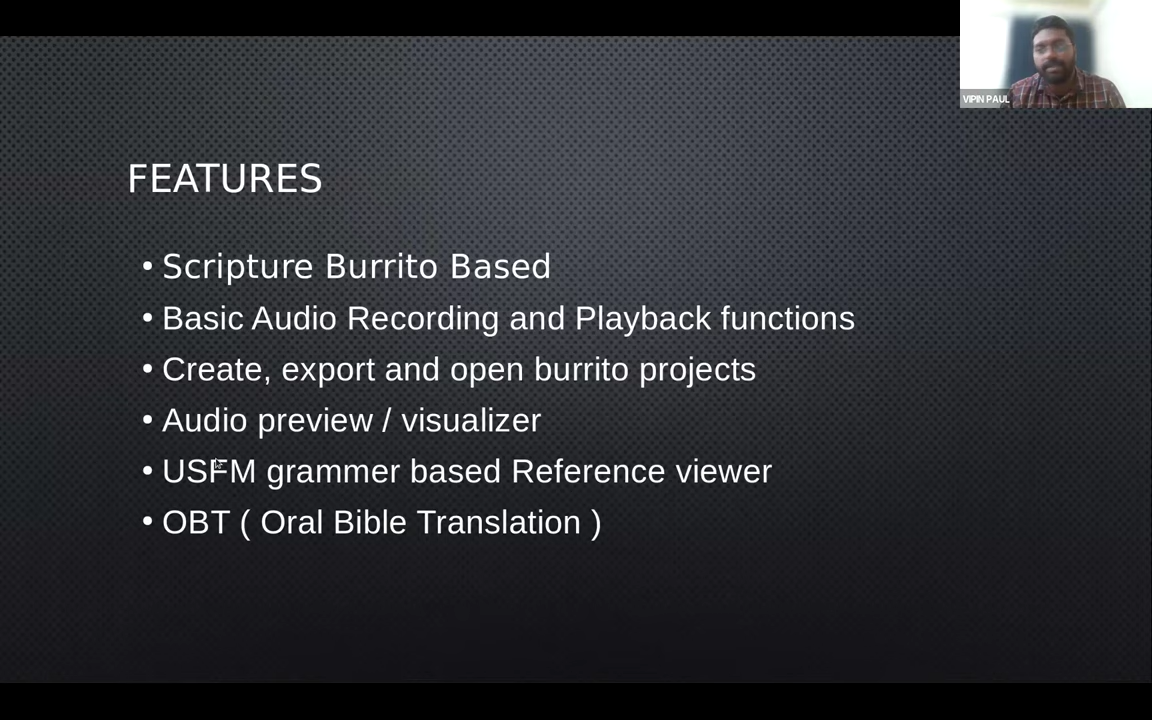 VIPIN PAUL
FEATURES
• Scripture Burrito Based
• Basic Audio Recording and Playback functions
• Create, export and open burrito projects
• Audio preview / visualizer
• USFM grammer based Reference viewer
• OBT ( Oral Bible Translation )